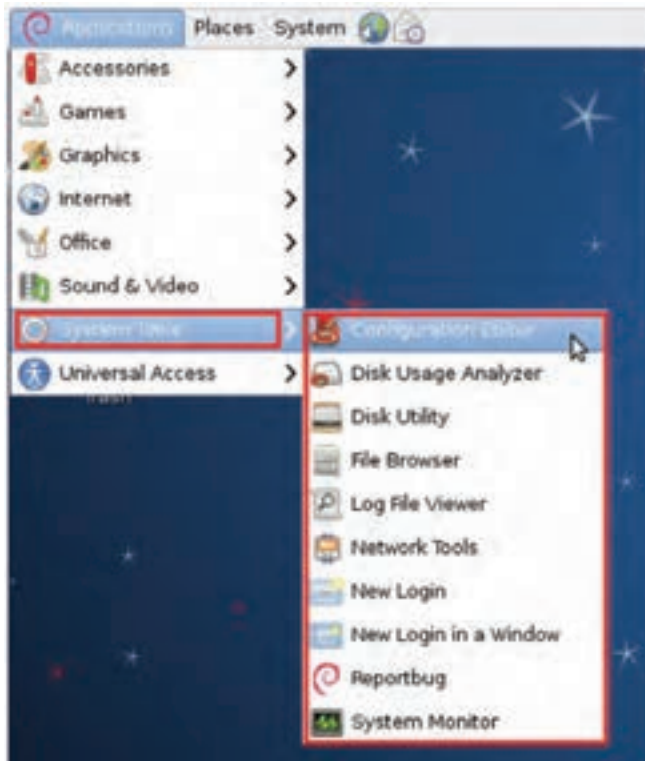 Applications Places System
Accessories
Games
Graphics
Internet
Office
Sound & Video
System Tools
Universal Access
Configuration Editor
Disk Usage Analyzer
Disk Utility
File Browser
Log File Viewer
Network Tools
New Login
New Login in a Window
Reportbug
System Monitor